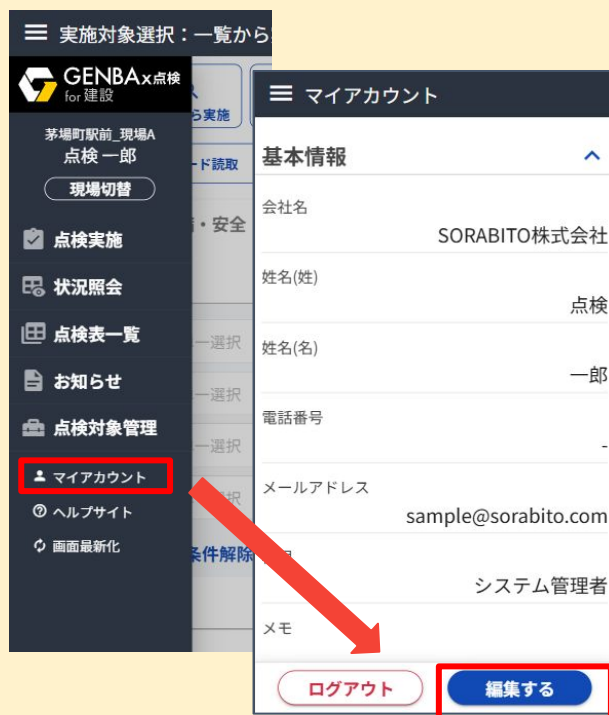 実施対象選択：一覧から
GENBAx点検
for 建設
茅場町駅前_現場A
点検 一郎
現場切替
点検実施
状況照会
点検表一覧
お知らせ
点検対象管理
マイアカウント
ヘルプサイト
画面最新化
ら実施
ド読取
・安全
選択
選択
選択
条件解除
マイアカウント
基本情報
会社名
SORABITO株式会社
姓名(姓)
点検
姓名(名)
一郎
電話番号
-
メールアドレス
sample@sorabito.com
システム管理者
メモ
ログアウト
編集する